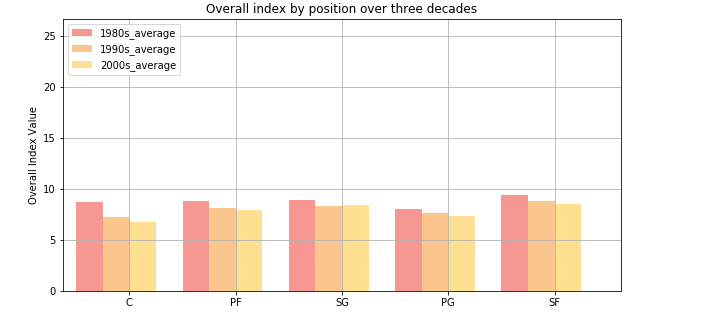 Overall index by position over three decades
1980s_average
1990s_average
2000s_average
Overall Index Value
25
20
15
10
5
0
C PF SG PG SF